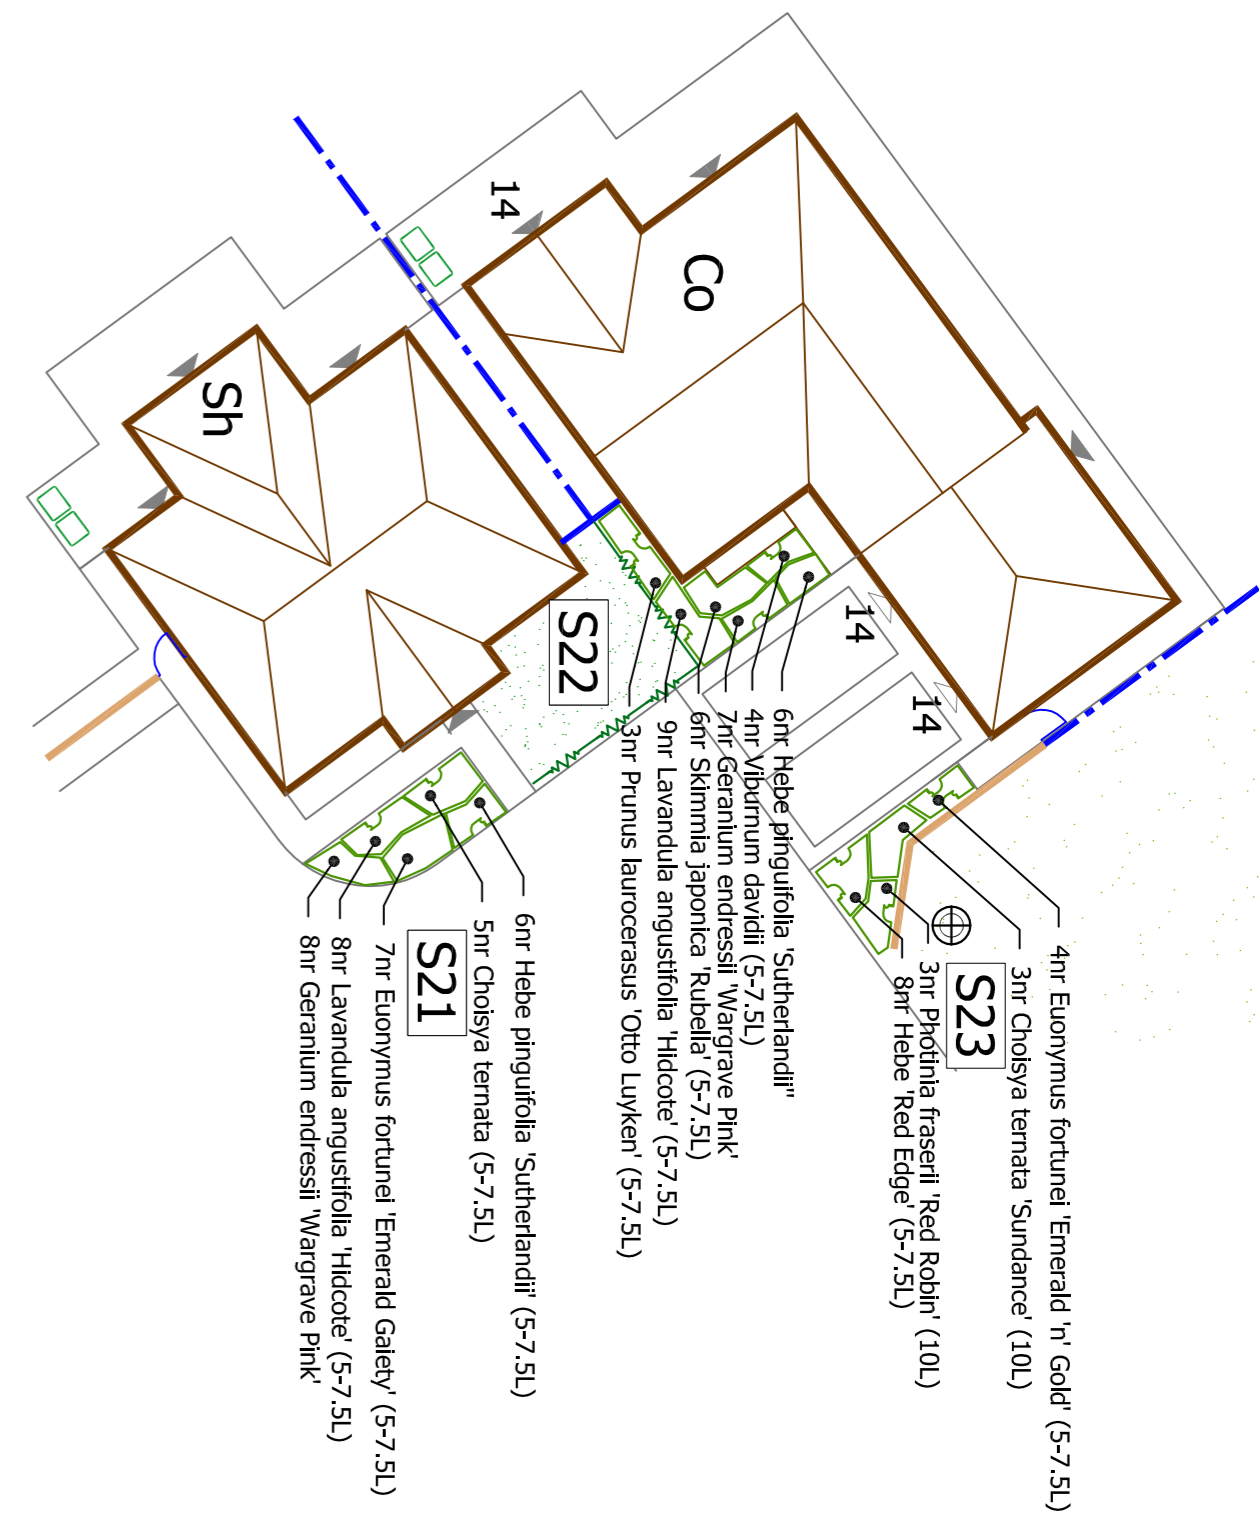 14
Co
Sh
14
14
S22
6nr Hebe pinguifolia 'Sutherlandii"
4nr Viburnum davidii (5-7.5L)
7nr Geranium endressii 'Wargrave Pink'
6nr Skimmia japonica 'Rubella' (5-7.5L)
9nr Lavandula angustifolia 'Hidcote' (5-7.5L)
3nr Prunus laurocerasus 'Otto Luyken' (5-7.5L)
S23
4nr Euonymus fortunei 'Emerald 'n' Gold' (5-7.5L)
3nr Choisya ternata 'Sundance' (10L)
3nr Photinia fraserii 'Red Robin' (10L)
8nr Hebe 'Red Edge' (5-7.5L)
S21
6nr Hebe pinguifolia 'Sutherlandii' (5-7.5L)
5nr Choisya ternata (5-7.5L)
7nr Euonymus fortunei 'Emerald Gaiety' (5-7.5L)
8nr Lavandula angustifolia 'Hidcote' (5-7.5L)
8nr Geranium endressii 'Wargrave Pink'